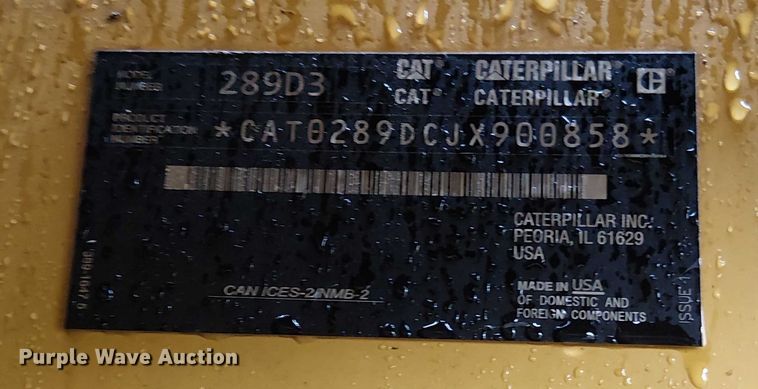 MODEL
NUMBER
289D3
CAT® CATERPILLAR®
CAT® CATERPILLAR®
PRODUCT
IDENTIFICATION
NUMBER
*CAT0289DCJX900858*
CATERPILLAR INC.
PEORIA, IL 61629
USA
CAN ICES-2/NMB-2
MADE IN USA
OF DOMESTIC AND
FOREIGN COMPONENTS
ISSUE 1
Purple Wave Auction